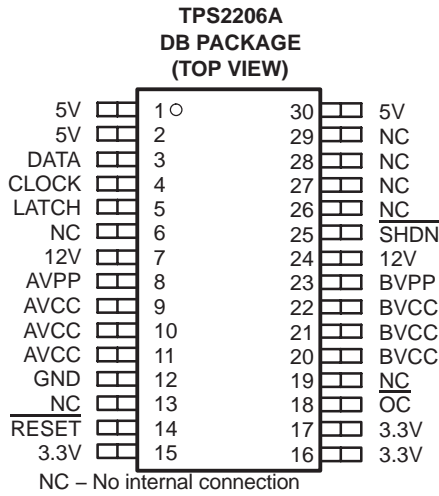 TPS2206A
DB PACKAGE
(TOP VIEW)
5V 1 30 5V
5V 2 29 NC
DATA 3 28 NC
CLOCK 4 27 NC
LATCH 5 26 NC
NC 6 25 SHDN
12V 7 24 12V
AVPP 8 23 BVPP
AVCC 9 22 BVCC
AVCC 10 21 BVCC
AVCC 11 20 BVCC
GND 12 19 NC
NC 13 18 OC
RESET 14 17 3.3V
3.3V 15 16 3.3V
NC – No internal connection